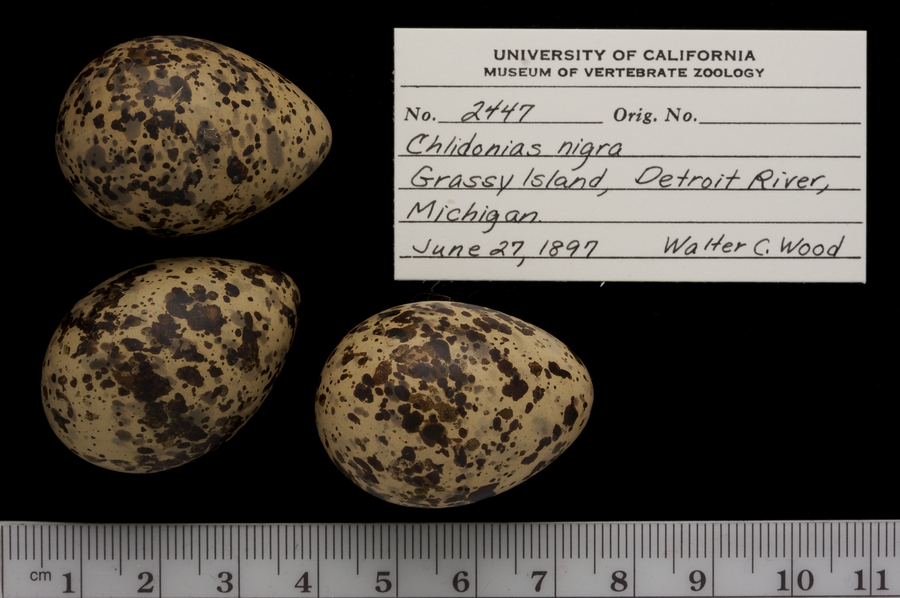 UNIVERSITY OF CALIFORNIA
MUSEUM OF VERTEBRATE ZOOLOGY
No. 2447 Orig. No.
Chlidonias nigra
Grassy Island, Detroit River,
Michigan.
June 27, 1897 Walter C. Wood
cm 1 2 3 4 5 6 7 8 9 10 11